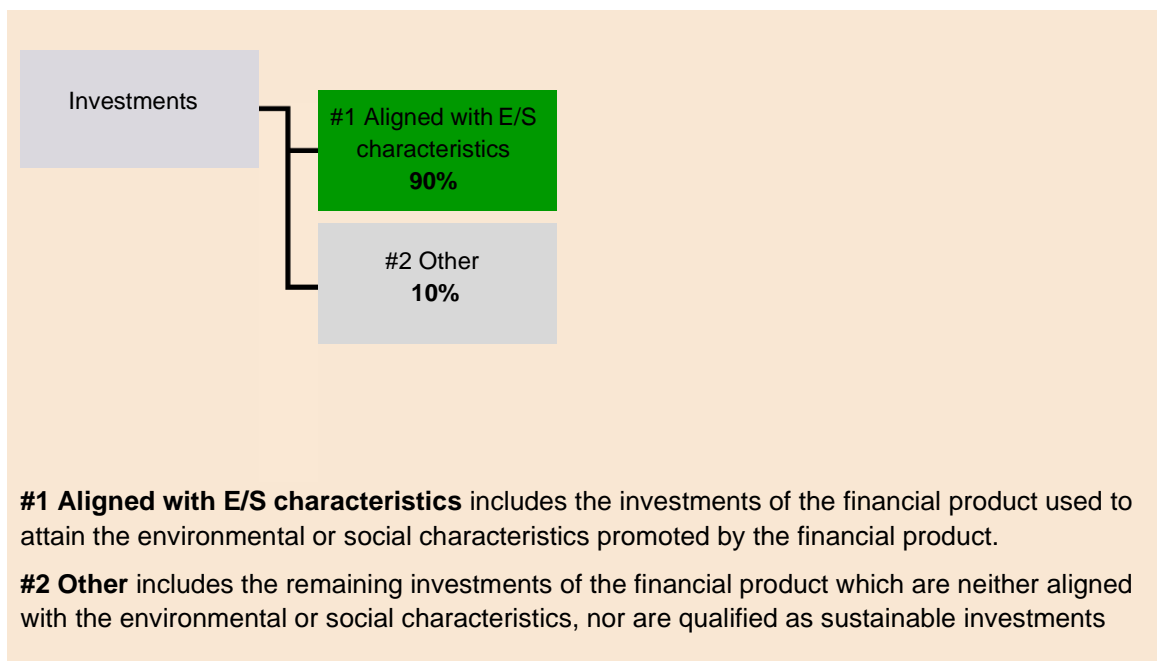 Investments
#1 Aligned with E/S
characteristics
90%
#2 Other
10%
#1 Aligned with E/S characteristics includes the investments of the financial product used to
attain the environmental or social characteristics promoted by the financial product.
#2 Other includes the remaining investments of the financial product which are neither aligned
with the environmental or social characteristics, nor are qualified as sustainable investments